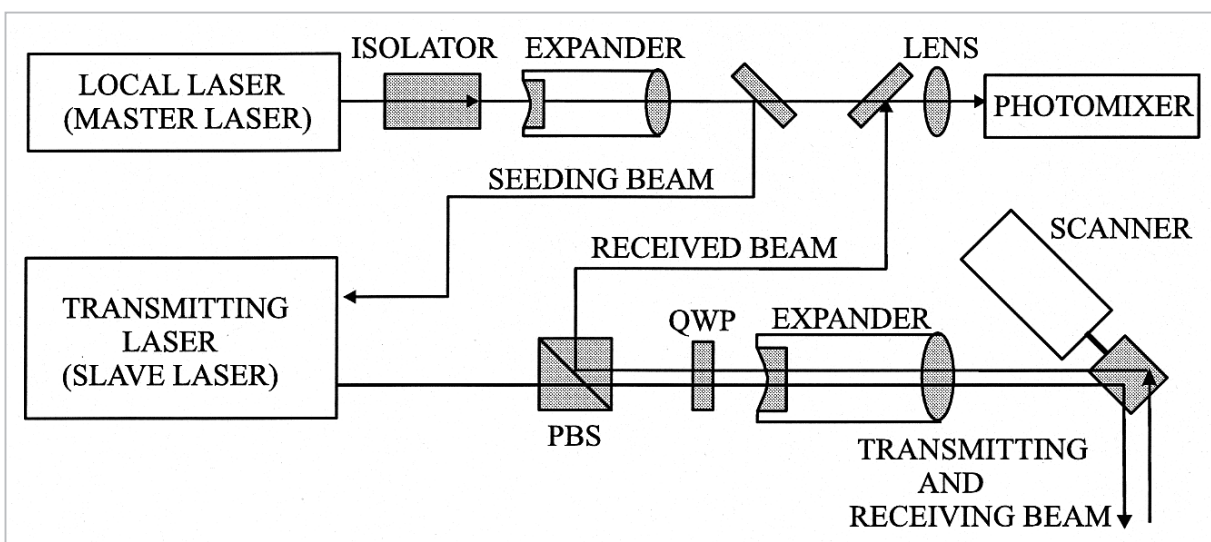 ISOLATOR
EXPANDER
LENS
LOCAL LASER
(MASTER LASER)
PHOTOMIXER
SEEDING BEAM
RECEIVED BEAM
SCANNER
TRANSMITTING
LASER
(SLAVE LASER)
QWP
EXPANDER
PBS
TRANSMITTING
AND
RECEIVING BEAM